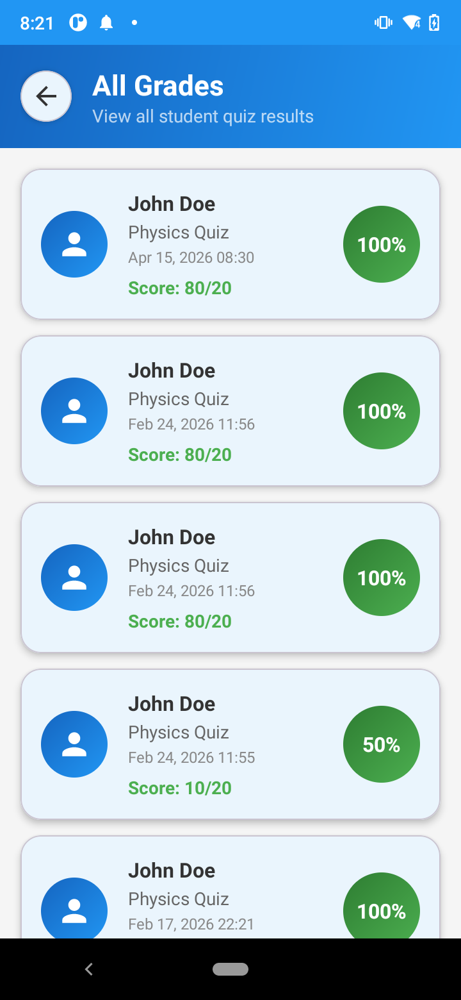 8:21
All Grades
View all student quiz results
John Doe
Physics Quiz
Apr 15, 2026 08:30
Score: 80/20
100%
John Doe
Physics Quiz
Feb 24, 2026 11:56
Score: 80/20
100%
John Doe
Physics Quiz
Feb 24, 2026 11:56
Score: 80/20
100%
John Doe
Physics Quiz
Feb 24, 2026 11:55
Score: 10/20
50%
John Doe
Physics Quiz
Feb 17, 2026 22:21
100%